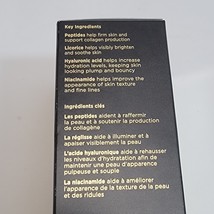 Key Ingredients
Peptides help firm skin and
support collagen production
Licorice helps visibly brighten
and soothe skin
Hyaluronic acid helps increase
hydration levels, keeping skin
looking plump and bouncy
Niacinamide helps improve the
appearance of skin texture
and fine lines
Ingrédients clés
Les peptides aident à raffermir
la peau et à soutenir la production
de collagène
La réglisse aide à illuminer et à
apaiser visiblement la peau
L'acide hyaluronique aide à rehausser
les niveaux d'hydratation afin de
maintenir une peau d'apparence
pulpeuse et souple
La niacinamide aide à améliorer
l'apparence de la texture de la peau
et des ridules